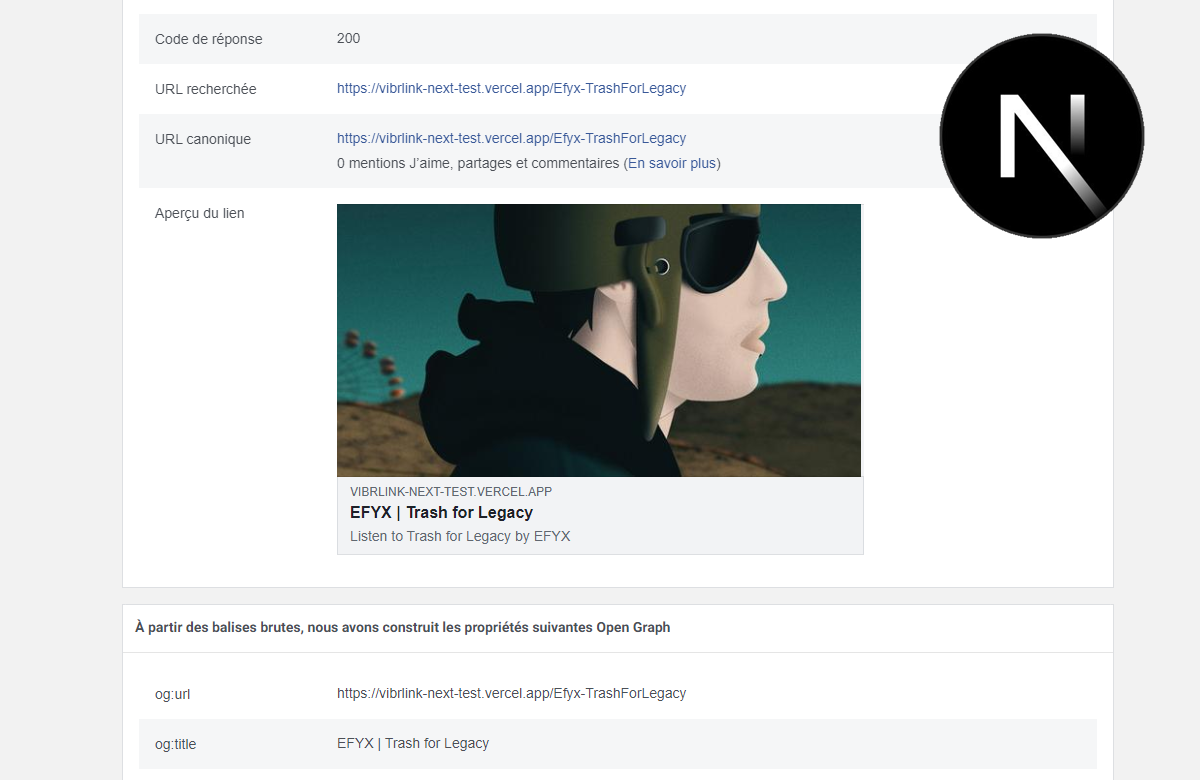 Code de réponse
200
URL recherchée
https://vibrlink-next-test.vercel.app/Efyx-TrashForLegacy
URL canonique
https://vibrlink-next-test.vercel.app/Efyx-TrashForLegacy
0 mentions J’aime, partages et commentaires (En savoir plus)
Aperçu du lien
VIBRLINK-NEXT-TEST.VERCEL.APP
EFYX | Trash for Legacy
Listen to Trash for Legacy by EFYX
À partir des balises brutes, nous avons construit les propriétés suivantes Open Graph
og:url
https://vibrlink-next-test.vercel.app/Efyx-TrashForLegacy
og:title
EFYX | Trash for Legacy
N